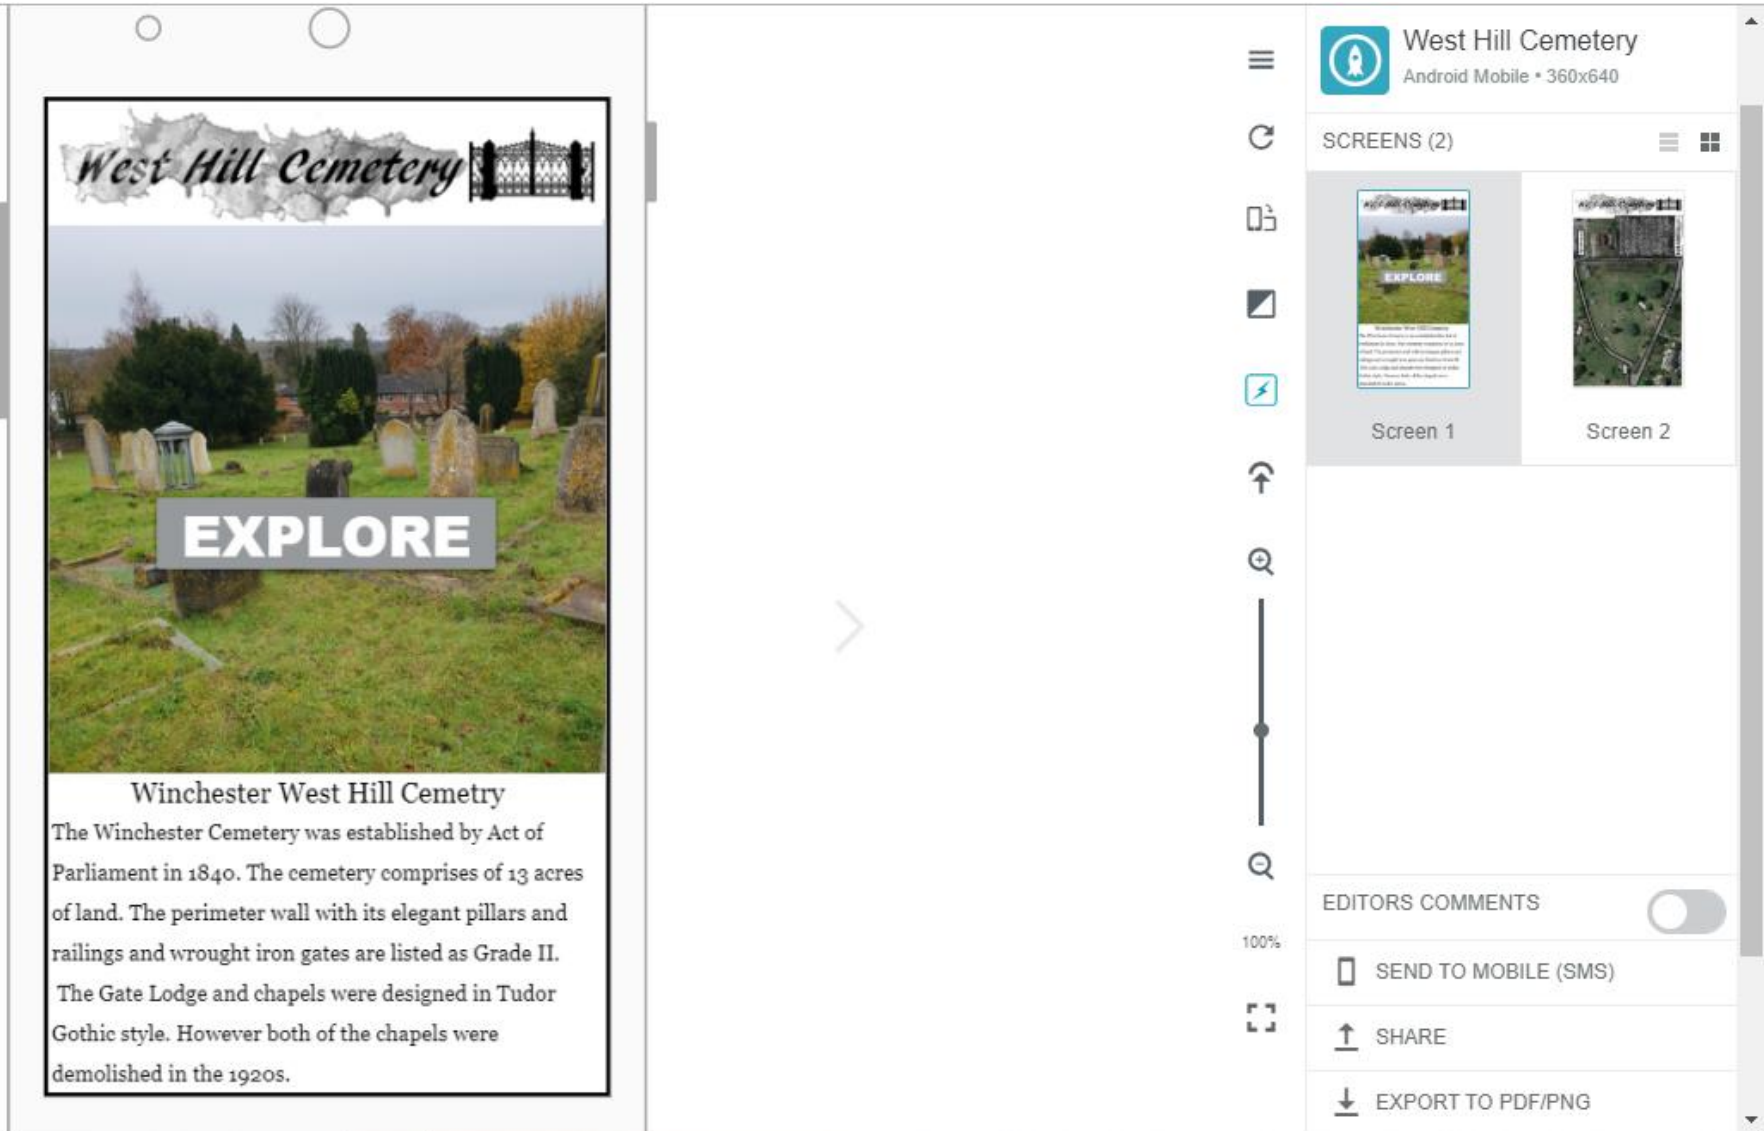 West Hill Cemetery
EXPLORE
Winchester West Hill Cemetry
The Winchester Cemetery was established by Act of
Parliament in 1840. The cemetery comprises of 13 acres
of land. The perimeter wall with its elegant pillars and
railings and wrought iron gates are listed as Grade II.
The Gate Lodge and chapels were designed in Tudor
Gothic style. However both of the chapels were
demolished in the 1920s.
100%
West Hill Cemetery
Android Mobile • 360x640
SCREENS (2)
EXPLORE
Screen 1
Screen 2
EDITORS COMMENTS
SEND TO MOBILE (SMS)
SHARE
EXPORT TO PDF/PNG